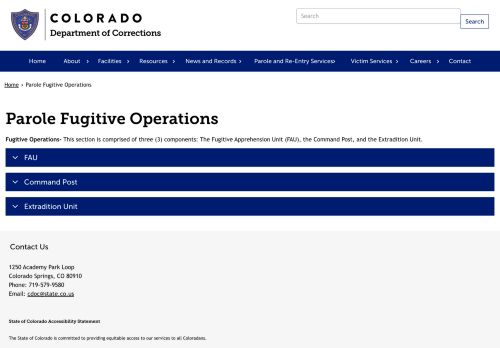 COLORADO
Department of Corrections
Search
Search
Home About Facilities Resources News and Records Parole and Re-Entry Services Victim Services Careers Contact
Home › Parole Fugitive Operations
Parole Fugitive Operations
Fugitive Operations- This section is comprised of three (3) components: The Fugitive Apprehension Unit (FAU), the Command Post, and the Extradition Unit.
FAU
Command Post
Extradition Unit
Contact Us
1250 Academy Park Loop
Colorado Springs, CO 80910
Phone: 719-579-9580
Email: cdoc@state.co.us
State of Colorado Accessibility Statement
The State of Colorado is committed to providing equitable access to our services to all Coloradans.